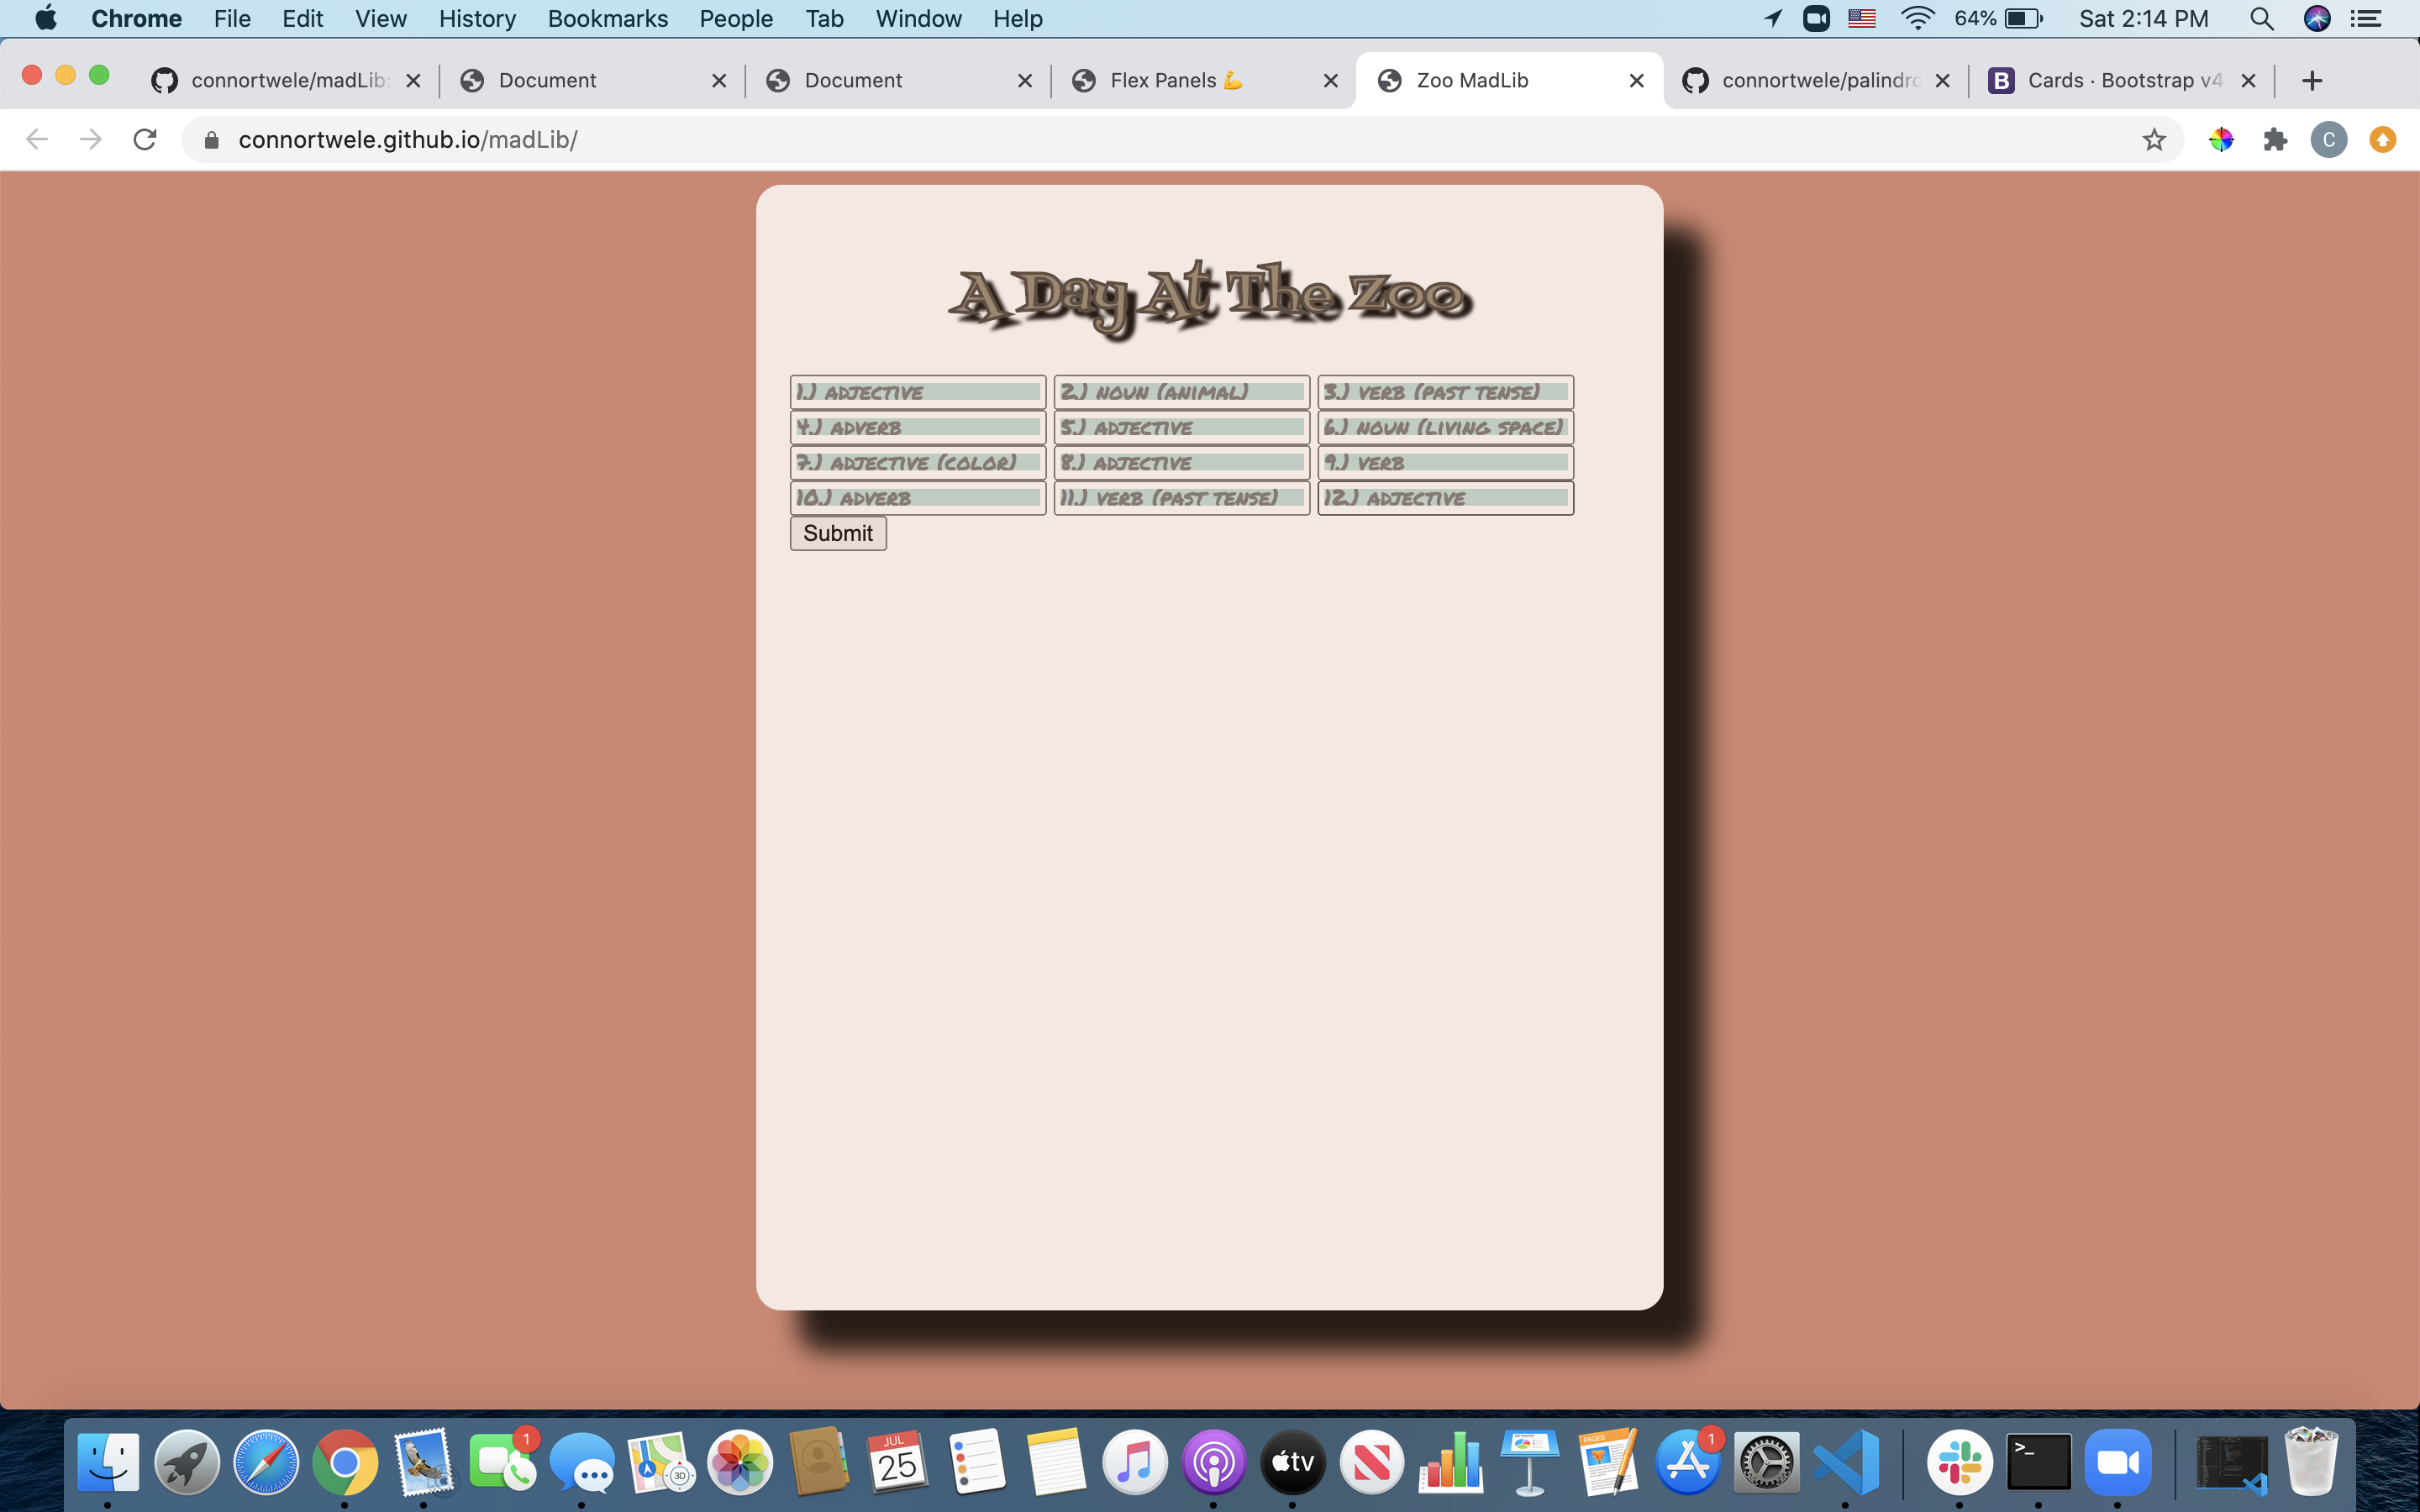 Chrome File Edit View History Bookmarks People Tab Window Help 64% Sat 2:14 PM
connortwele/madLib Document Document Flex Panels 💪 Zoo MadLib connortwele/palindro Cards · Bootstrap v4
connortwele.github.io/madLib/ C
A Day At The Zoo
1.) ADJECTIVE 2.) NOUN (ANIMAL) 3.) VERB (PAST TENSE)
4.) ADVERB 5.) ADJECTIVE 6.) NOUN (LIVING SPACE)
7.) ADJECTIVE (COLOR) 8.) ADJECTIVE 9.) VERB
10.) ADVERB 11.) VERB (PAST TENSE) 12.) ADJECTIVE
Submit
1 3D JUL 25 tv PAGES 1 >_